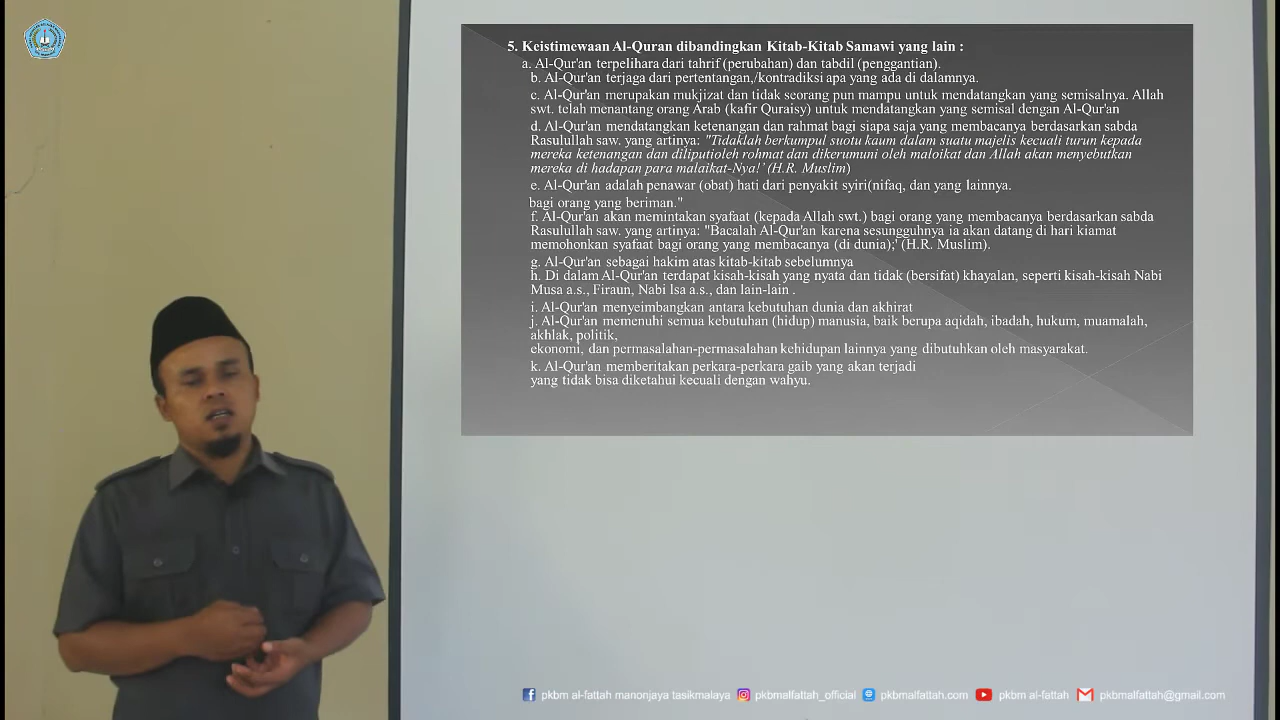 5. Keistimewaan Al-Quran dibandingkan Kitab-Kitab Samawi yang lain :
a. Al-Qur'an terpelihara dari tahrif (perubahan) dan tabdil (penggantian).
b. Al-Qur'an terjaga dari pertentangan,/kontradiksi apa yang ada di dalamnya.
c. Al-Qur'an merupakan mukjizat dan tidak seorang pun mampu untuk mendatangkan yang semisalnya. Allah
swt. telah menantang orang Arab (kafir Quraisy) untuk mendatangkan yang semisal dengan Al-Qur'an
d. Al-Qur'an mendatangkan ketenangan dan rahmat bagi siapa saja yang membacanya berdasarkan sabda
Rasulullah saw. yang artinya: "Tidaklah berkumpul suotu kaum dalam suatu majelis kecuali turun kepada
mereka ketenangan dan diliputioleh rohmat dan dikerumuni oleh maloikat dan Allah akan menyebutkan
mereka di hadapan para malaikat-Nya!' (H.R. Muslim)
e. Al-Qur'an adalah penawar (obat) hati dari penyakit syiri(nifaq, dan yang lainnya.
bagi orang yang beriman."
f. Al-Qur'an akan memintakan syafaat (kepada Allah swt.) bagi orang yang membacanya berdasarkan sabda
Rasulullah saw. yang artinya: "Bacalah Al-Qur'an karena sesungguhnya ia akan datang di hari kiamat
memohonkan syafaat bagi orang yang membacanya (di dunia);' (H.R. Muslim).
g. Al-Qur'an sebagai hakim atas kitab-kitab sebelumnya
h. Di dalam Al-Qur'an terdapat kisah-kisah yang nyata dan tidak (bersifat) khayalan, seperti kisah-kisah Nabi
Musa a.s., Firaun, Nabi Isa a.s., dan lain-lain .
i. Al-Qur'an menyeimbangkan antara kebutuhan dunia dan akhirat
j. Al-Qur'an memenuhi semua kebutuhan (hidup) manusia, baik berupa aqidah, ibadah, hukum, muamalah,
akhlak, politik,
ekonomi, dan permasalahan-permasalahan kehidupan lainnya yang dibutuhkan oleh masyarakat.
k. Al-Qur'an memberitakan perkara-perkara gaib yang akan terjadi
yang tidak bisa diketahui kecuali dengan wahyu.
pkbm al-fattah manonjaya tasikmalaya pkbmalfattah_official pkbmalfattah.com pkbm al-fattah pkbmalfattah@gmail.com